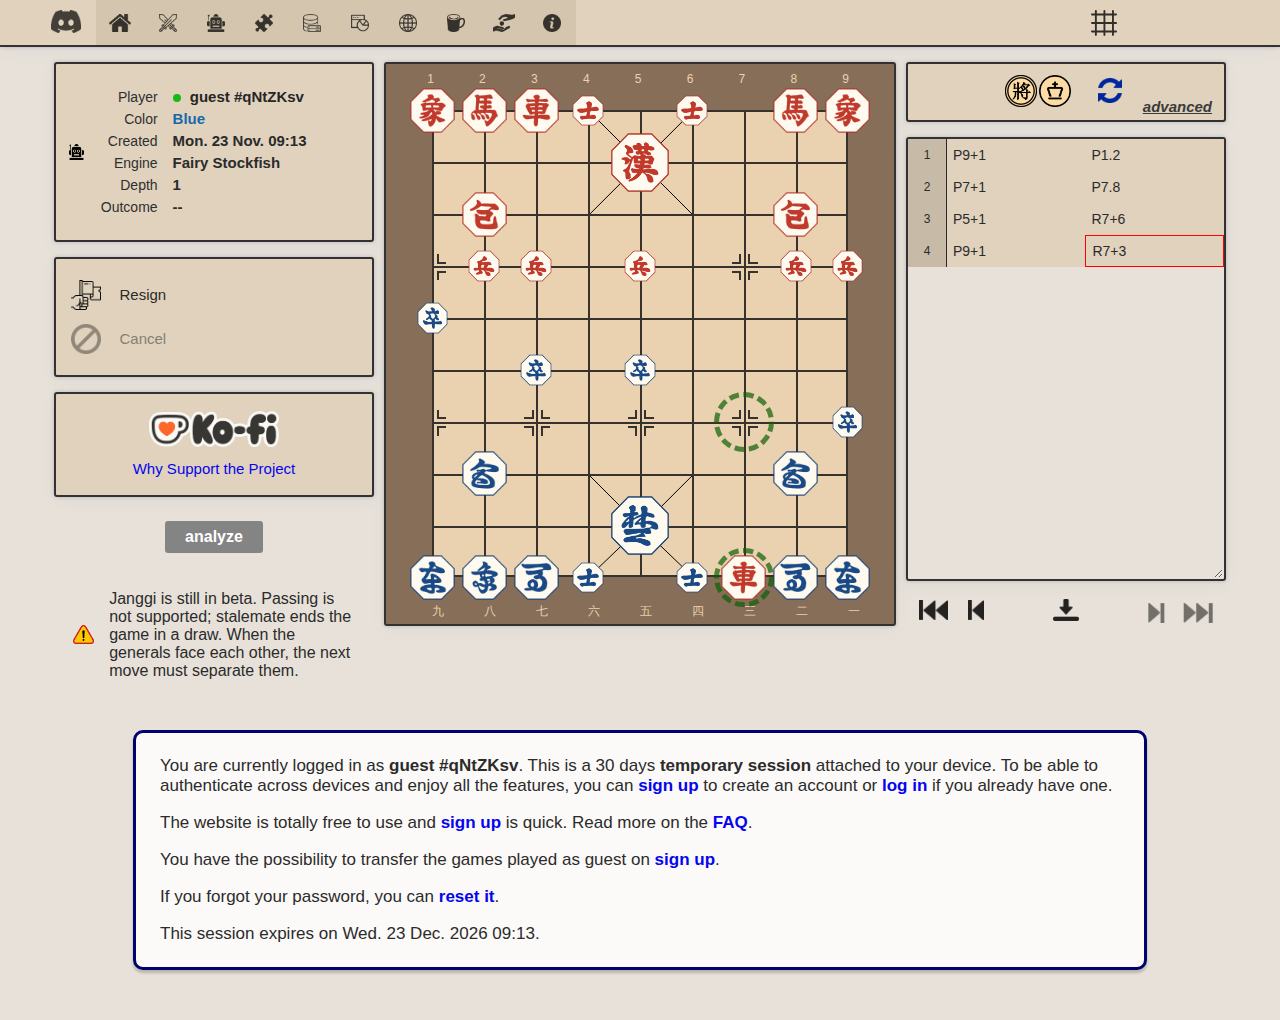 Player guest #qNtZKsv
Color Blue
Created Mon. 23 Nov. 09:13
Engine Fairy Stockfish
Depth 1
Outcome --
Resign
Cancel
Ko-fi
Why Support the Project
analyze
Janggi is still in beta. Passing is
not supported; stalemate ends the
game in a draw. When the
generals face each other, the next
move must separate them.
1 2 3 4 5 6 7 8 9
象 馬 車 士 士 馬 象
漢
包 包
兵 兵 兵 兵 兵
卒
卒 卒
卒
楚
士 士 車
九 八 七 六 五 四 三 二 一
將
advanced
1 P9+1 P1.2
2 P7+1 P7.8
3 P5+1 R7+6
4 P9+1 R7+3
You are currently logged in as guest #qNtZKsv. This is a 30 days temporary session attached to your device. To be able to
authenticate across devices and enjoy all the features, you can sign up to create an account or log in if you already have one.
The website is totally free to use and sign up is quick. Read more on the FAQ.
You have the possibility to transfer the games played as guest on sign up.
If you forgot your password, you can reset it.
This session expires on Wed. 23 Dec. 2026 09:13.